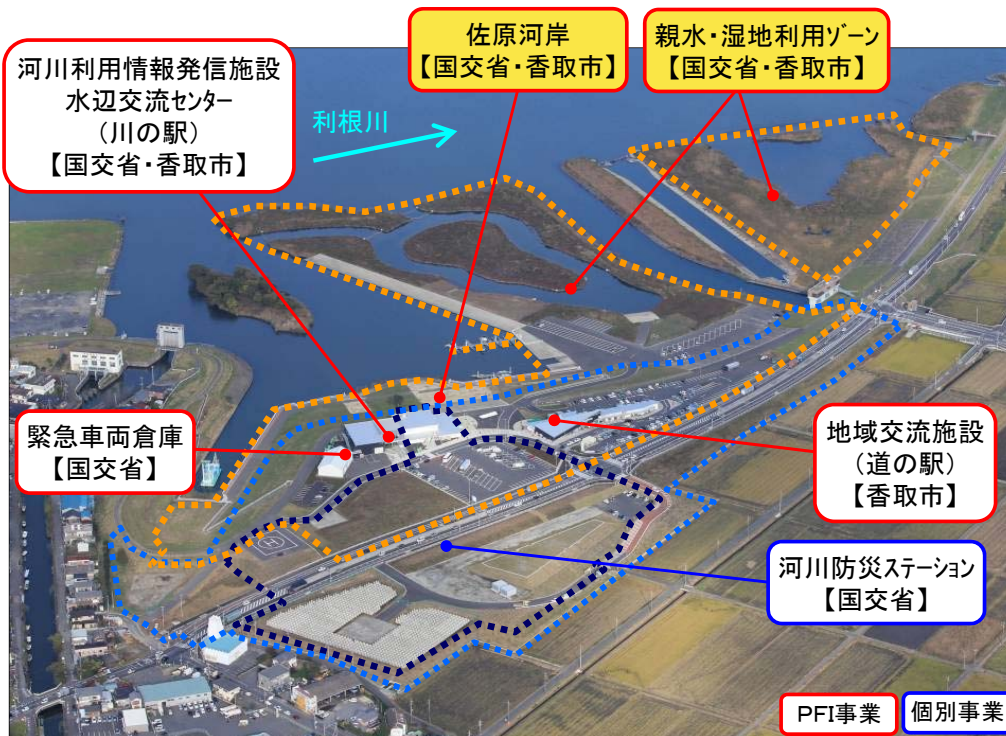 佐原河岸
【国交省・香取市】
親水・湿地利用ゾーン
【国交省・香取市】
河川利用情報発信施設
水辺交流センター
（川の駅）
【国交省・香取市】
利根川
緊急車両倉庫
【国交省】
地域交流施設
（道の駅）
【香取市】
河川防災ステーション
【国交省】
PFI事業
個別事業